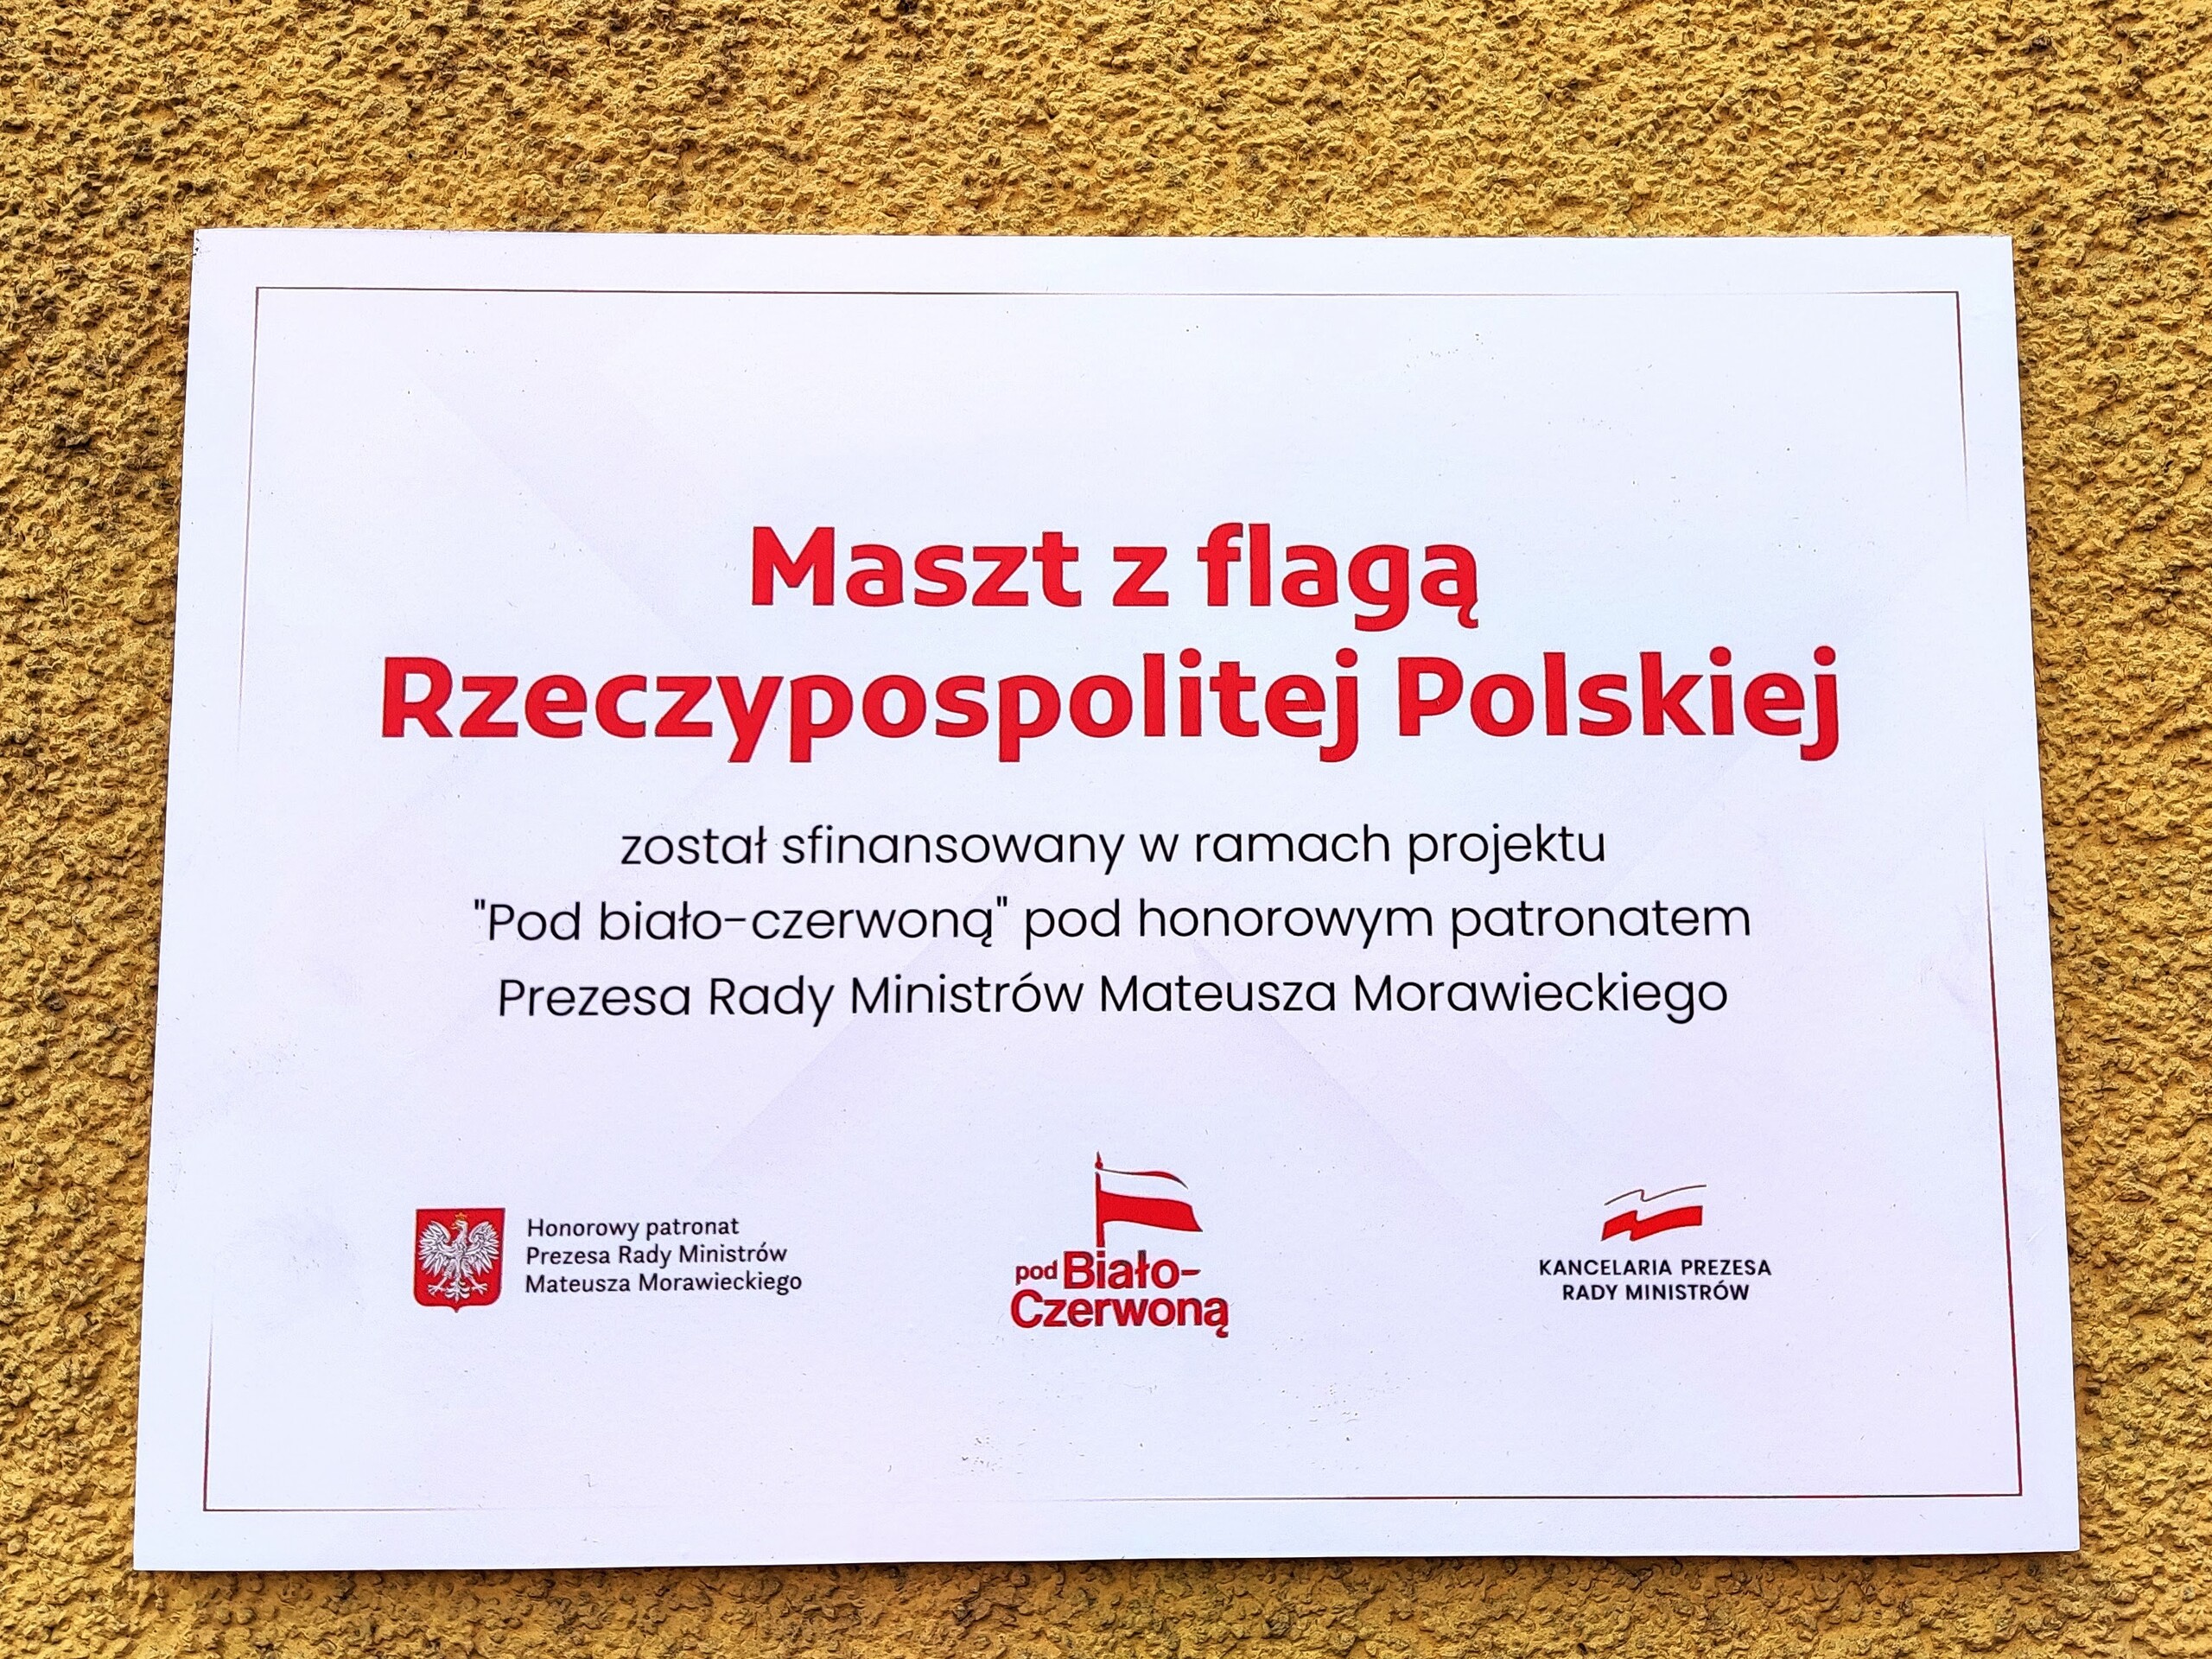 Maszt z flagą
Rzeczypospolitej Polskiej
został sfinansowany w ramach projektu
"Pod biało-czerwoną" pod honorowym patronatem
Prezesa Rady Ministrów Mateusza Morawieckiego
Honorowy patronat
Prezesa Rady Ministrów
Mateusza Morawieckiego
pod Biało-
Czerwoną
KANCELARIA PREZESA
RADY MINISTRÓW